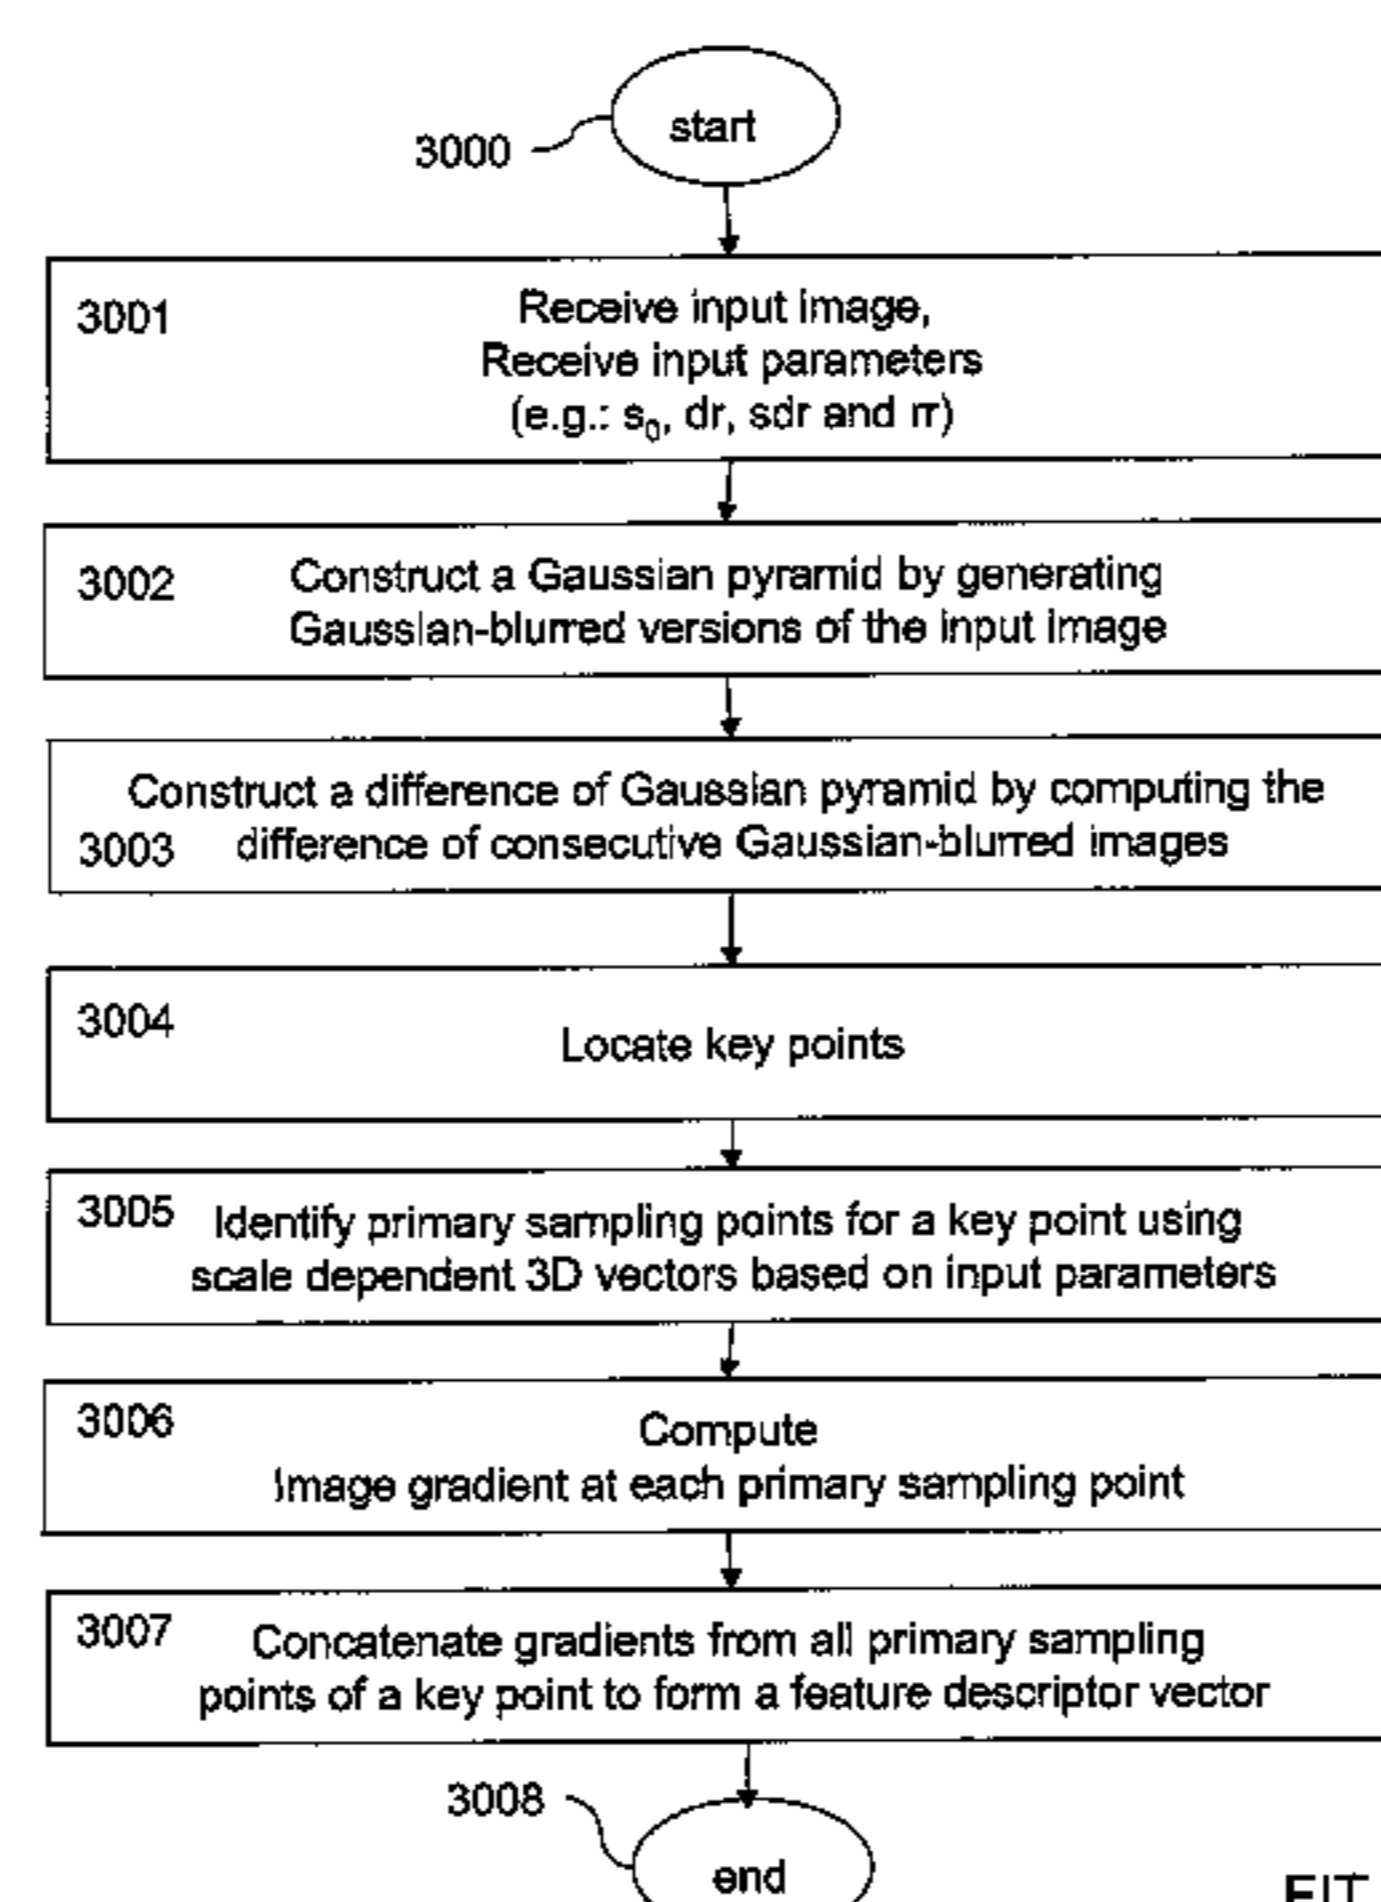 start
3000
3001
Receive input image,
Receive input parameters
(e.g.: s₀, dr, sdr and rr)
3002
Construct a Gaussian pyramid by generating
Gaussian-blurred versions of the input image
Construct a difference of Gaussian pyramid by computing the
3003 difference of consecutive Gaussian-blurred images
3004
Locate key points
3005 Identify primary sampling points for a key point using
scale dependent 3D vectors based on input parameters
3006
Compute
Image gradient at each primary sampling point
3007
Concatenate gradients from all primary sampling
points of a key point to form a feature descriptor vector
3008
end
FIT